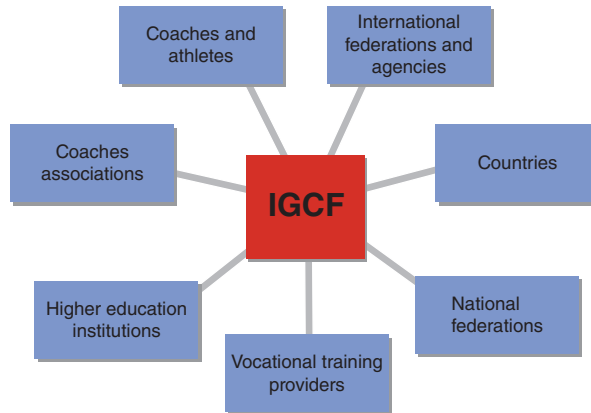 Coaches and
athletes
International
federations and
agencies
Coaches
associations
Countries
IGCF
Higher education
institutions
National
federations
Vocational training
providers